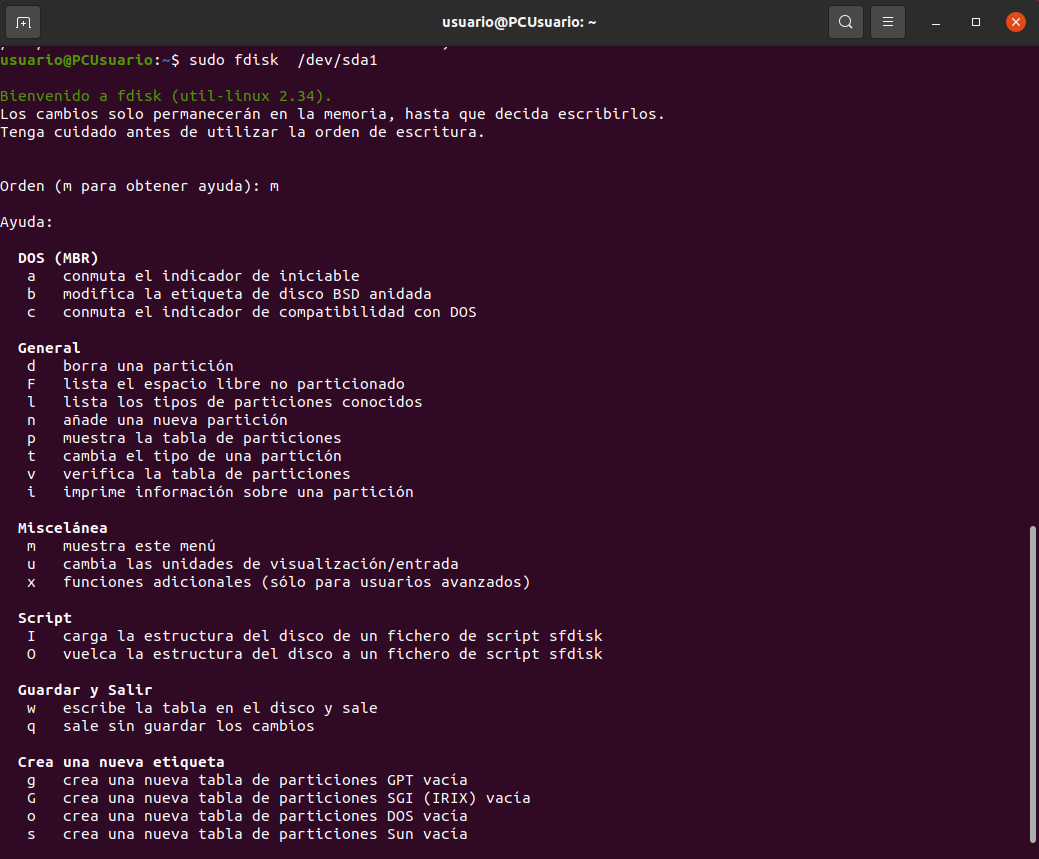 usuario@PCUsuario: ~
usuario@PCUsuario:~$ sudo fdisk  /dev/sda1
Bienvenido a fdisk (util-linux 2.34).
Los cambios solo permanecerán en la memoria, hasta que decida escribirlos.
Tenga cuidado antes de utilizar la orden de escritura.
Orden (m para obtener ayuda): m
Ayuda:
DOS (MBR)
a   conmuta el indicador de iniciable
b   modifica la etiqueta de disco BSD anidada
c   conmuta el indicador de compatibilidad con DOS
General
d   borra una partición
F   lista el espacio libre no particionado
l   lista los tipos de particiones conocidos
n   añade una nueva partición
p   muestra la tabla de particiones
t   cambia el tipo de una partición
v   verifica la tabla de particiones
i   imprime información sobre una partición
Miscelánea
m   muestra este menú
u   cambia las unidades de visualización/entrada
x   funciones adicionales (sólo para usuarios avanzados)
Script
I   carga la estructura del disco de un fichero de script sfdisk
O   vuelca la estructura del disco a un fichero de script sfdisk
Guardar y Salir
w   escribe la tabla en el disco y sale
q   sale sin guardar los cambios
Crea una nueva etiqueta
g   crea una nueva tabla de particiones GPT vacía
G   crea una nueva tabla de particiones SGI (IRIX) vacía
o   crea una nueva tabla de particiones DOS vacía
s   crea una nueva tabla de particiones Sun vacía